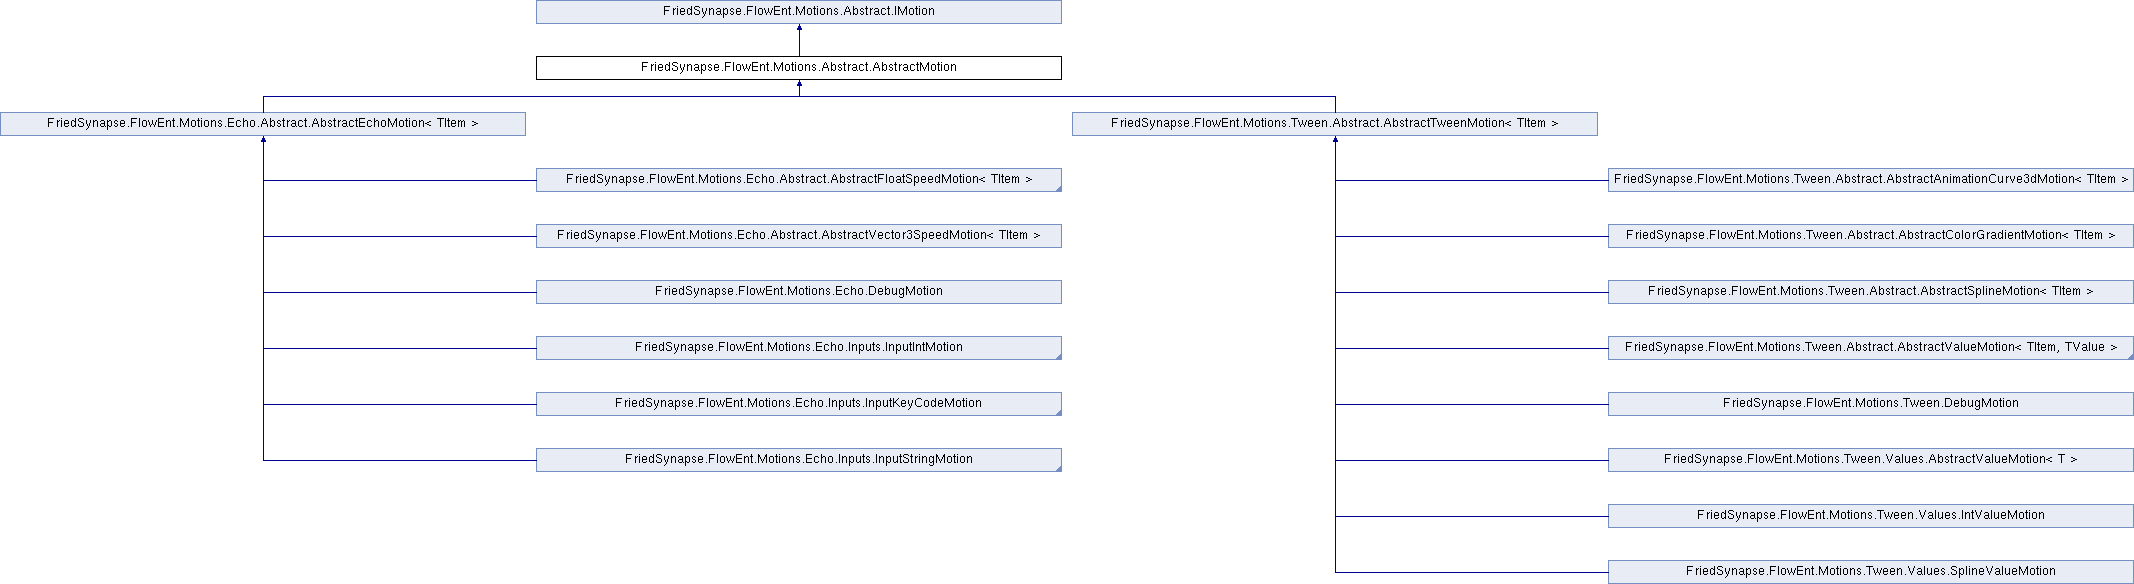 FriedSynapse.FlowEnt.Motions.Abstract.IMotion
FriedSynapse.FlowEnt.Motions.Abstract.AbstractMotion
FriedSynapse.FlowEnt.Motions.Echo.Abstract.AbstractEchoMotion< TItem >
FriedSynapse.FlowEnt.Motions.Tween.Abstract.AbstractTweenMotion< TItem >
FriedSynapse.FlowEnt.Motions.Echo.Abstract.AbstractFloatSpeedMotion< TItem >
FriedSynapse.FlowEnt.Motions.Tween.Abstract.AbstractAnimationCurve3dMotion< TItem >
FriedSynapse.FlowEnt.Motions.Echo.Abstract.AbstractVector3SpeedMotion< TItem >
FriedSynapse.FlowEnt.Motions.Tween.Abstract.AbstractColorGradientMotion< TItem >
FriedSynapse.FlowEnt.Motions.Echo.DebugMotion
FriedSynapse.FlowEnt.Motions.Tween.Abstract.AbstractSplineMotion< TItem >
FriedSynapse.FlowEnt.Motions.Echo.Inputs.InputIntMotion
FriedSynapse.FlowEnt.Motions.Tween.Abstract.AbstractValueMotion< TItem, TValue >
FriedSynapse.FlowEnt.Motions.Echo.Inputs.InputKeyCodeMotion
FriedSynapse.FlowEnt.Motions.Tween.DebugMotion
FriedSynapse.FlowEnt.Motions.Echo.Inputs.InputStringMotion
FriedSynapse.FlowEnt.Motions.Tween.Values.AbstractValueMotion< T >
FriedSynapse.FlowEnt.Motions.Tween.Values.IntValueMotion
FriedSynapse.FlowEnt.Motions.Tween.Values.SplineValueMotion